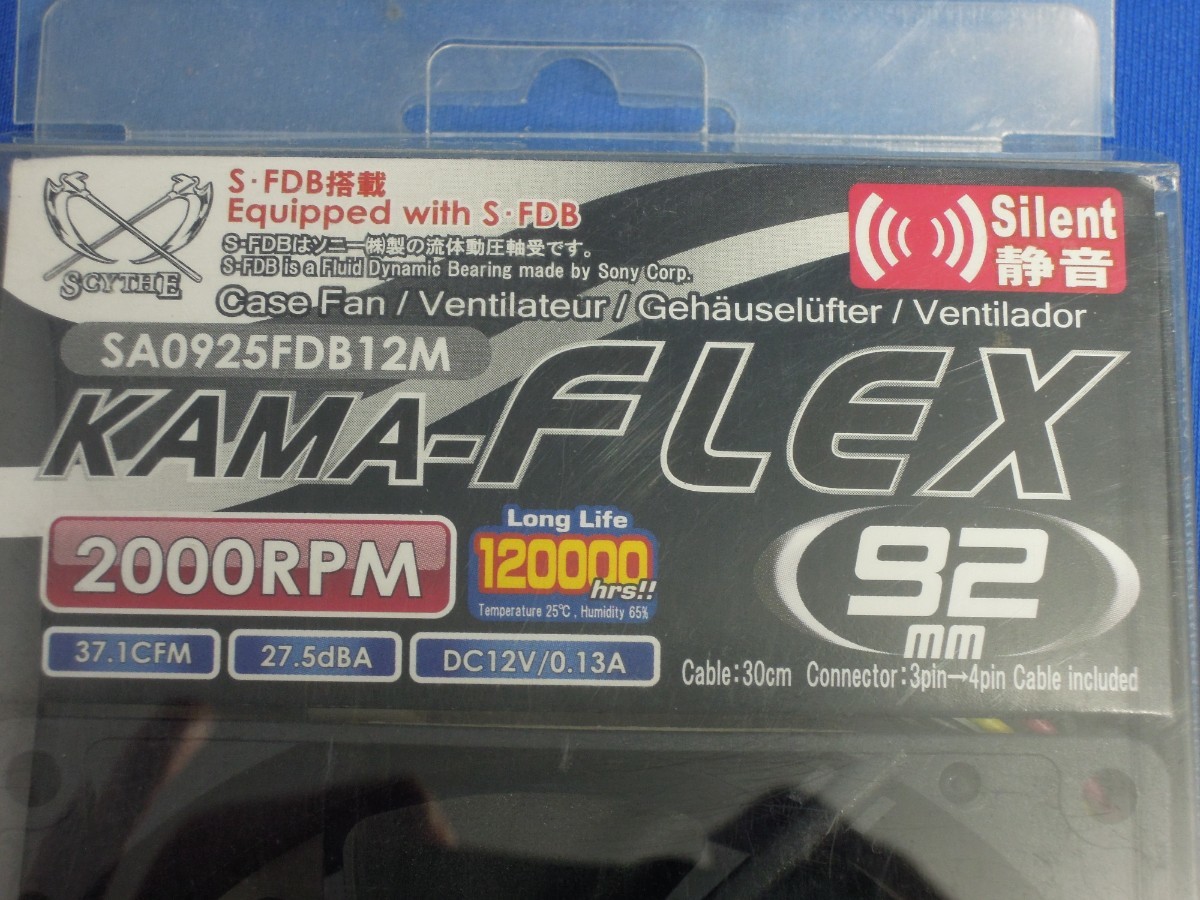 SCYTHE
S・FDB搭載
Equipped with S・FDB
S・FDBはソニー㈱製の流体動圧軸受です。
S-FDB is a Fluid Dynamic Bearing made by Sony Corp.
Silent
静音
Case Fan / Ventilateur / Gehäuselüfter / Ventilador
SA0925FDB12M
KAMA-FLEX
2000RPM
Long Life
120000
hrs!!
Temperature 25℃, Humidity 65%
92
mm
37.1CFM
27.5dBA
DC12V/0.13A
Cable:30cm Connector:3pin→4pin Cable included